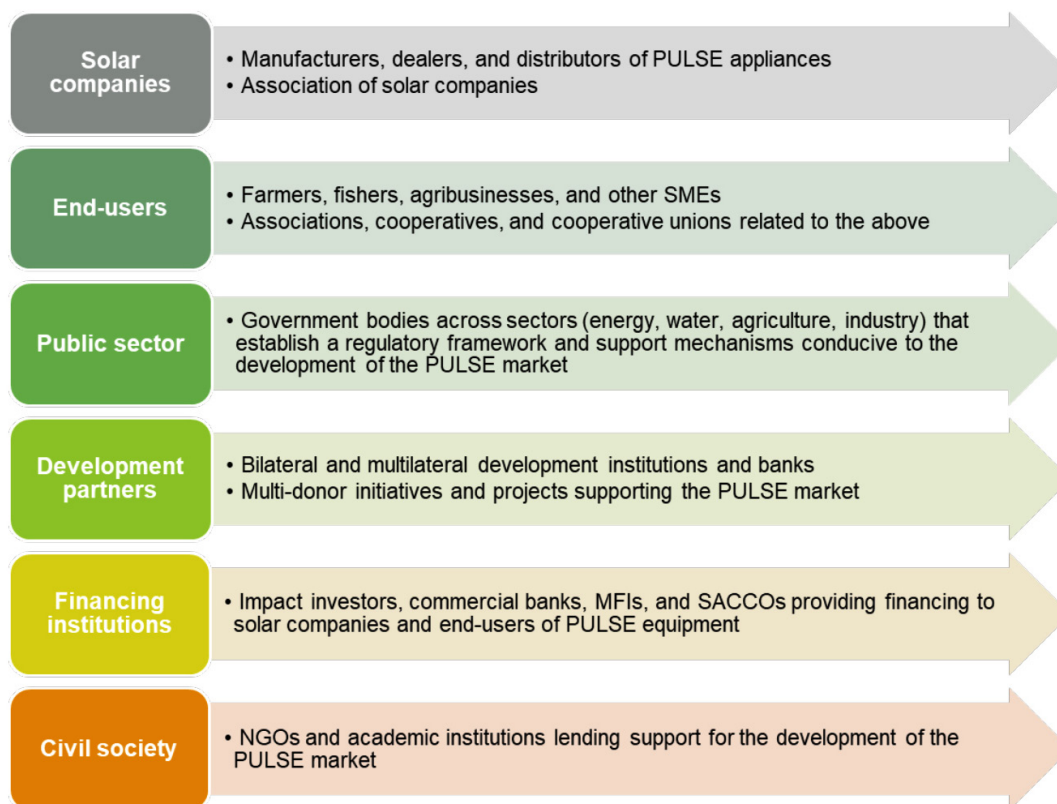 Solar
companies
• Manufacturers, dealers, and distributors of PULSE appliances
• Association of solar companies
End-users
• Farmers, fishers, agribusinesses, and other SMEs
• Associations, cooperatives, and cooperative unions related to the above
Public sector
• Government bodies across sectors (energy, water, agriculture, industry) that
establish a regulatory framework and support mechanisms conducive to the
development of the PULSE market
Development
partners
• Bilateral and multilateral development institutions and banks
• Multi-donor initiatives and projects supporting the PULSE market
Financing
institutions
• Impact investors, commercial banks, MFIs, and SACCOs providing financing to
solar companies and end-users of PULSE equipment
Civil society
• NGOs and academic institutions lending support for the development of the
PULSE market